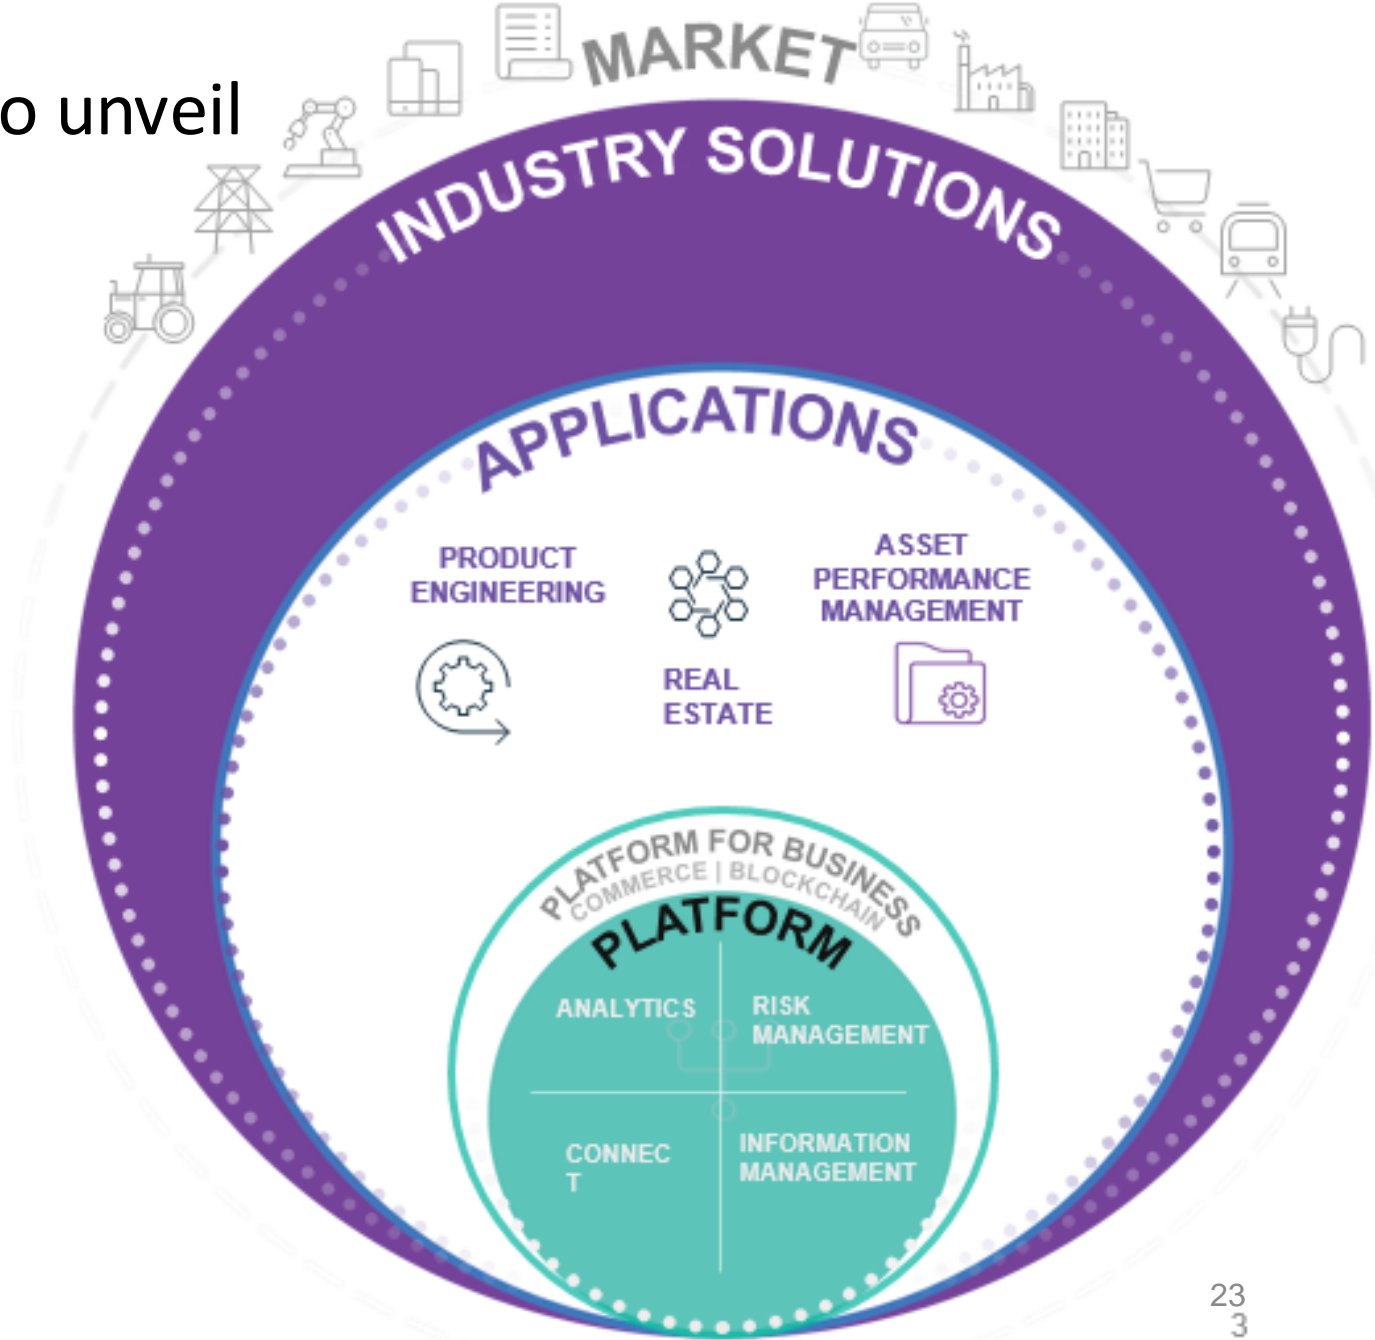 MARKET
o unveil
INDUSTRY SOLUTIONS
APPLICATIONS
PRODUCT
ENGINEERING
REAL
ESTATE
ASSET
PERFORMANCE
MANAGEMENT
PLATFORM FOR BUSINESS
COMMERCE | BLOCKCHAIN
PLATFORM
ANALYTICS
RISK
MANAGEMENT
CONNEC
T
INFORMATION
MANAGEMENT
23
3